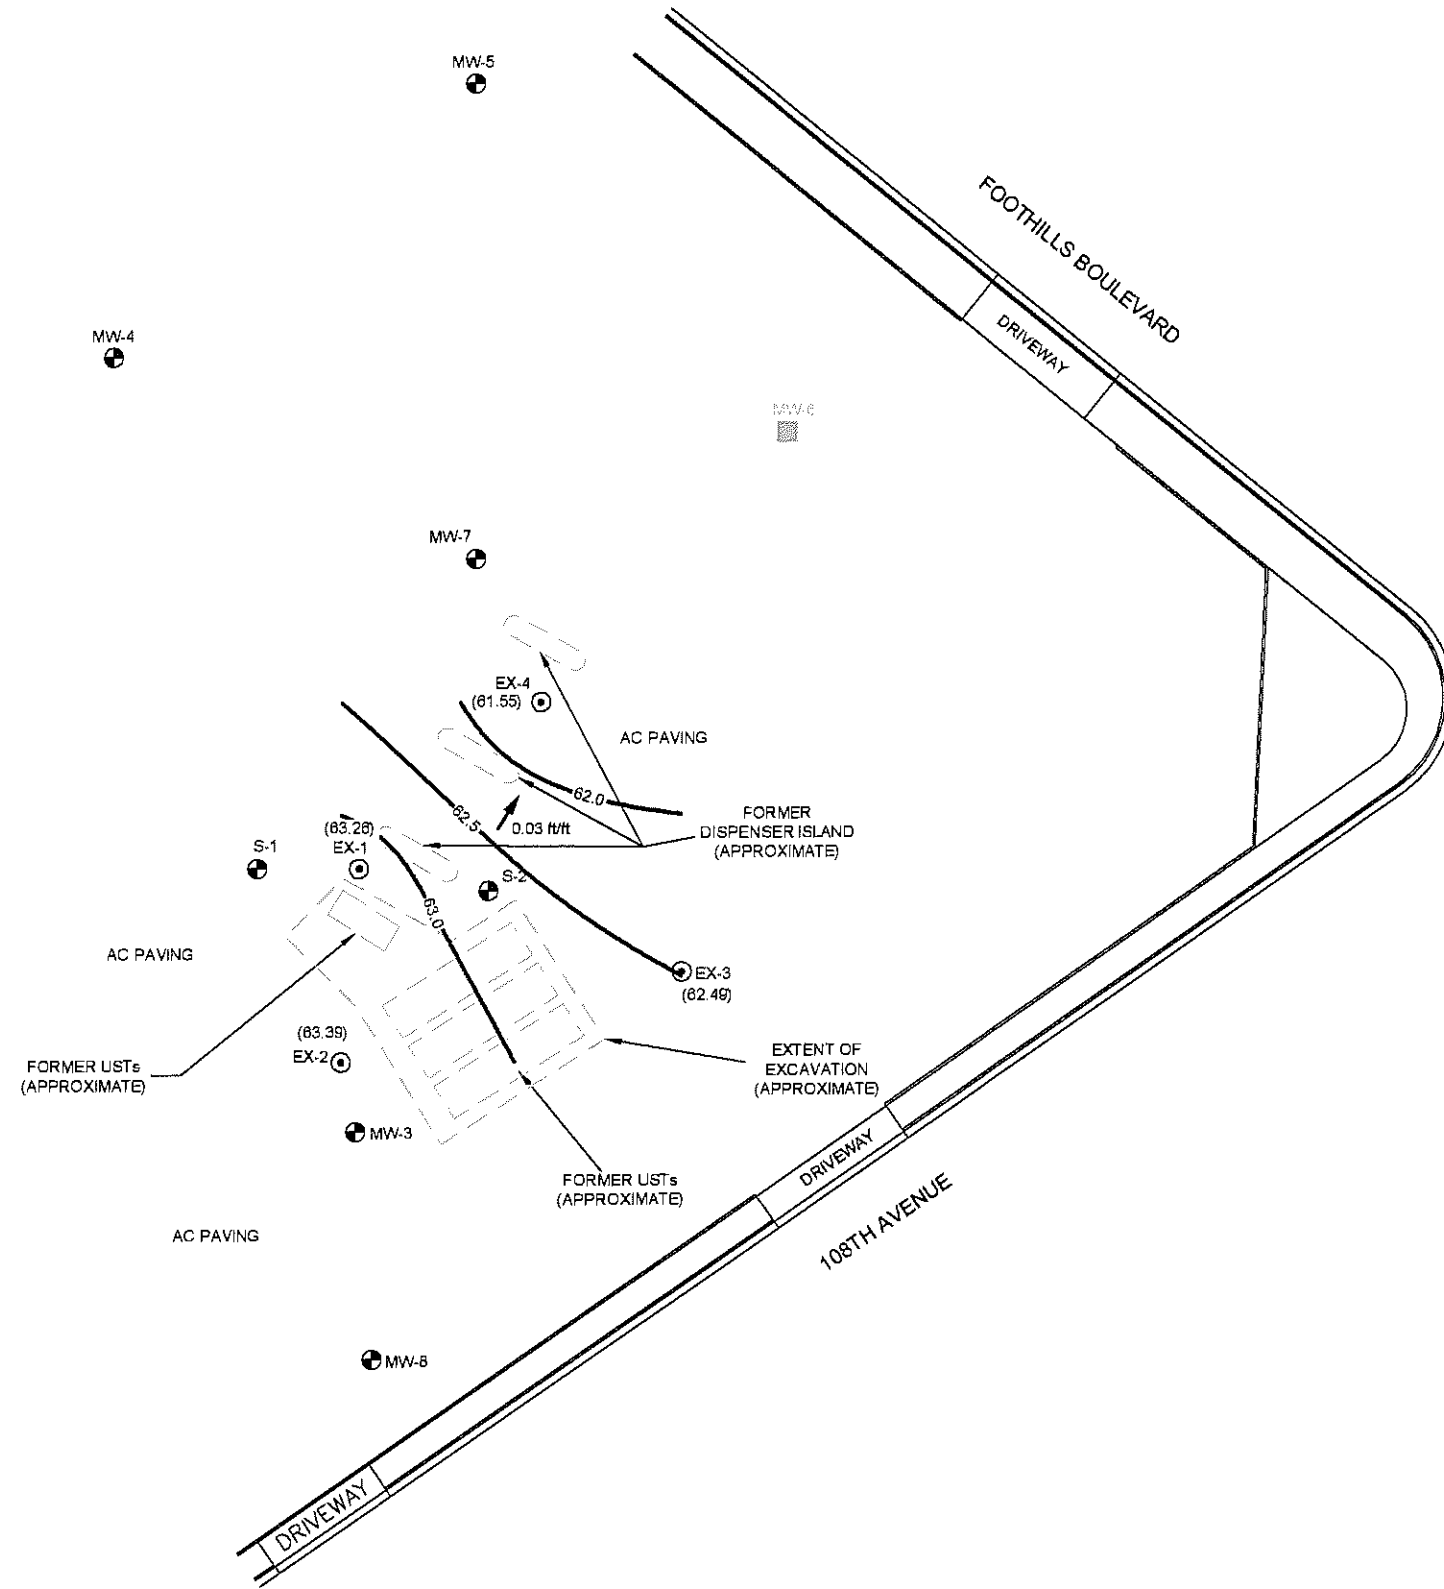 MW-5
FOOTHILLS BOULEVARD
DRIVEWAY
MW-4
MW-6
MW-7
EX-4
(61.55)
AC PAVING
62.0
62.5
0.03 ft/ft
FORMER
DISPENSER ISLAND
(APPROXIMATE)
(63.26)
EX-1
S-1
S-2
63.0
AC PAVING
EX-3
(62.49)
(63.39)
EX-2
FORMER USTs
(APPROXIMATE)
EXTENT OF
EXCAVATION
(APPROXIMATE)
MW-3
DRIVEWAY
FORMER USTs
(APPROXIMATE)
108TH AVENUE
AC PAVING
MW-8
DRIVEWAY